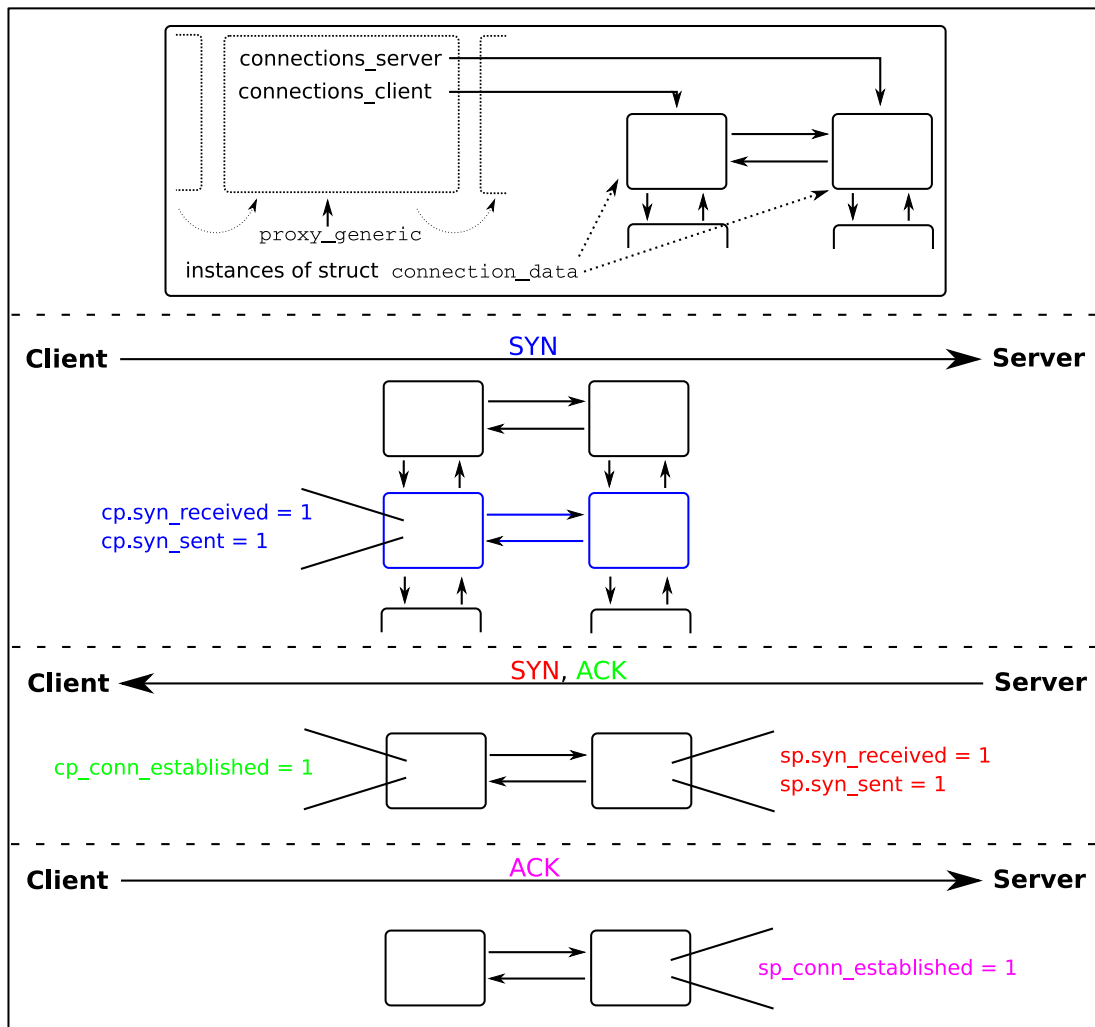 connections_server
connections_client
proxy_generic
instances of struct connection_data
SYN
Client
Server
cp.syn_received = 1
cp.syn_sent = 1
SYN, ACK
Client
Server
cp_conn_established = 1
sp.syn_received = 1
sp.syn_sent = 1
ACK
Client
Server
sp_conn_established = 1